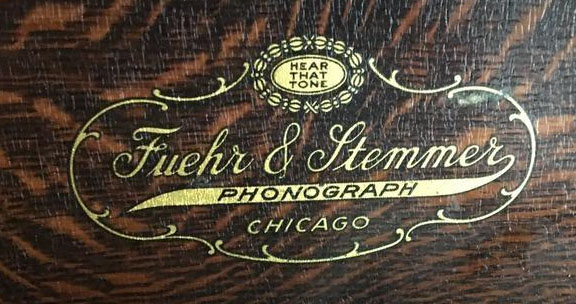 HEAR
THAT
TONE
Fuehr & Stemmer
PHONOGRAPH
CHICAGO